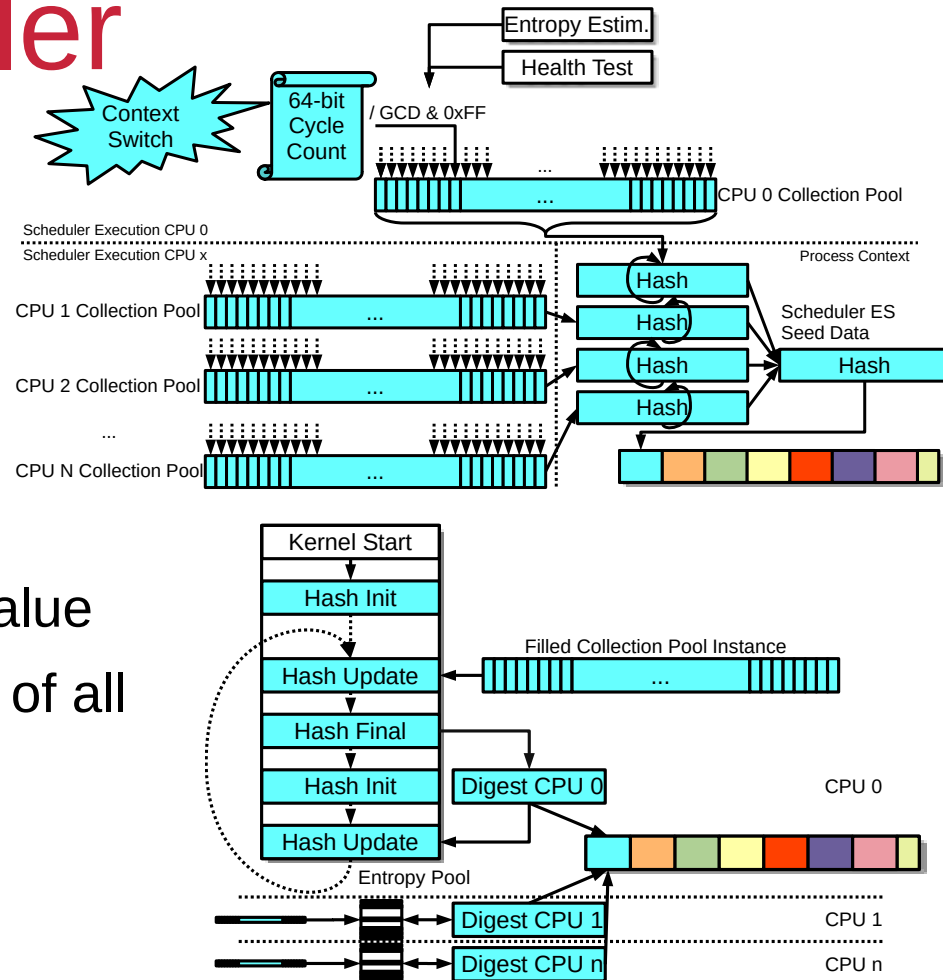 Entropy Estim.
Health Test
Context
Switch
64-bit
Cycle
Count
/ GCD & 0xFF
...
...
CPU 0 Collection Pool
Scheduler Execution CPU 0
Scheduler Execution CPU x
Process Context
Hash
CPU 1 Collection Pool
...
Hash
Scheduler ES
Seed Data
CPU 2 Collection Pool
...
Hash
Hash
Hash
...
CPU N Collection Pool
...
Kernel Start
Hash Init
alue
Filled Collection Pool Instance
Hash Update
...
of all
Hash Final
Hash Init
Digest CPU 0
CPU 0
Hash Update
Entropy Pool
Digest CPU 1
CPU 1
Digest CPU n
CPU n